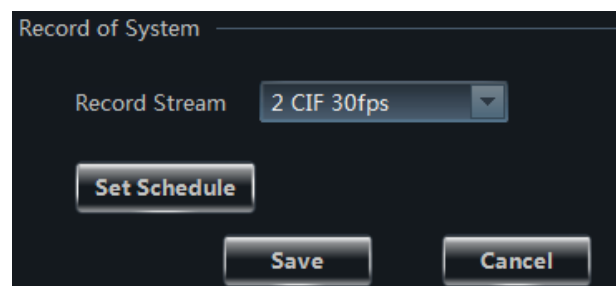 Record of System
Record Stream 2 CIF 30fps
Set Schedule
Save Cancel